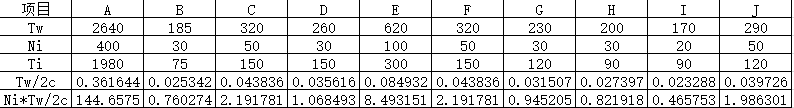 项目 A B C D E F G H I J
Tw 2640 185 320 260 620 320 230 200 170 290
Ni 400 30 50 30 100 50 30 30 20 50
Ti 1980 75 150 150 300 150 120 90 90 120
Tw/2c 0.361644 0.025342 0.043836 0.035616 0.084932 0.043836 0.031507 0.027397 0.023288 0.039726
Ni*Tw/2c 144.6575 0.760274 2.191781 1.068493 8.493151 2.191781 0.945205 0.821918 0.465753 1.986301